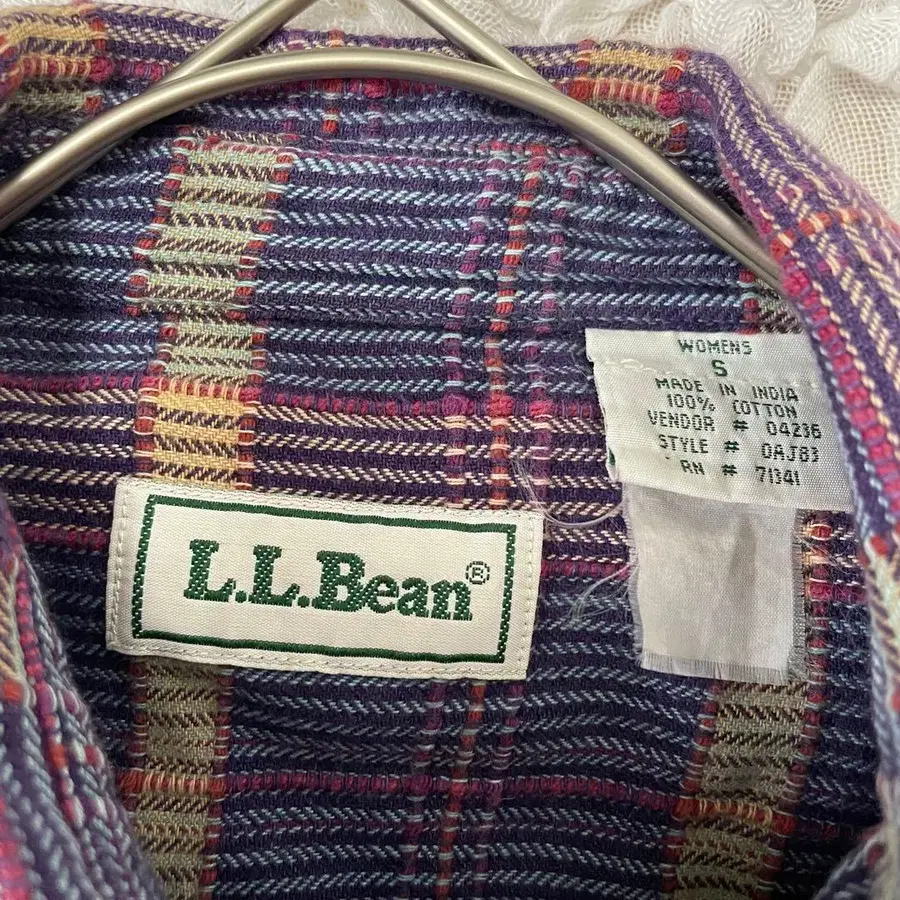 WOMENS
S
MADE IN INDIA
100% COTTON
VENDOR # 04236
STYLE # 0AJ83
RN # 71341
L.L.Bean®